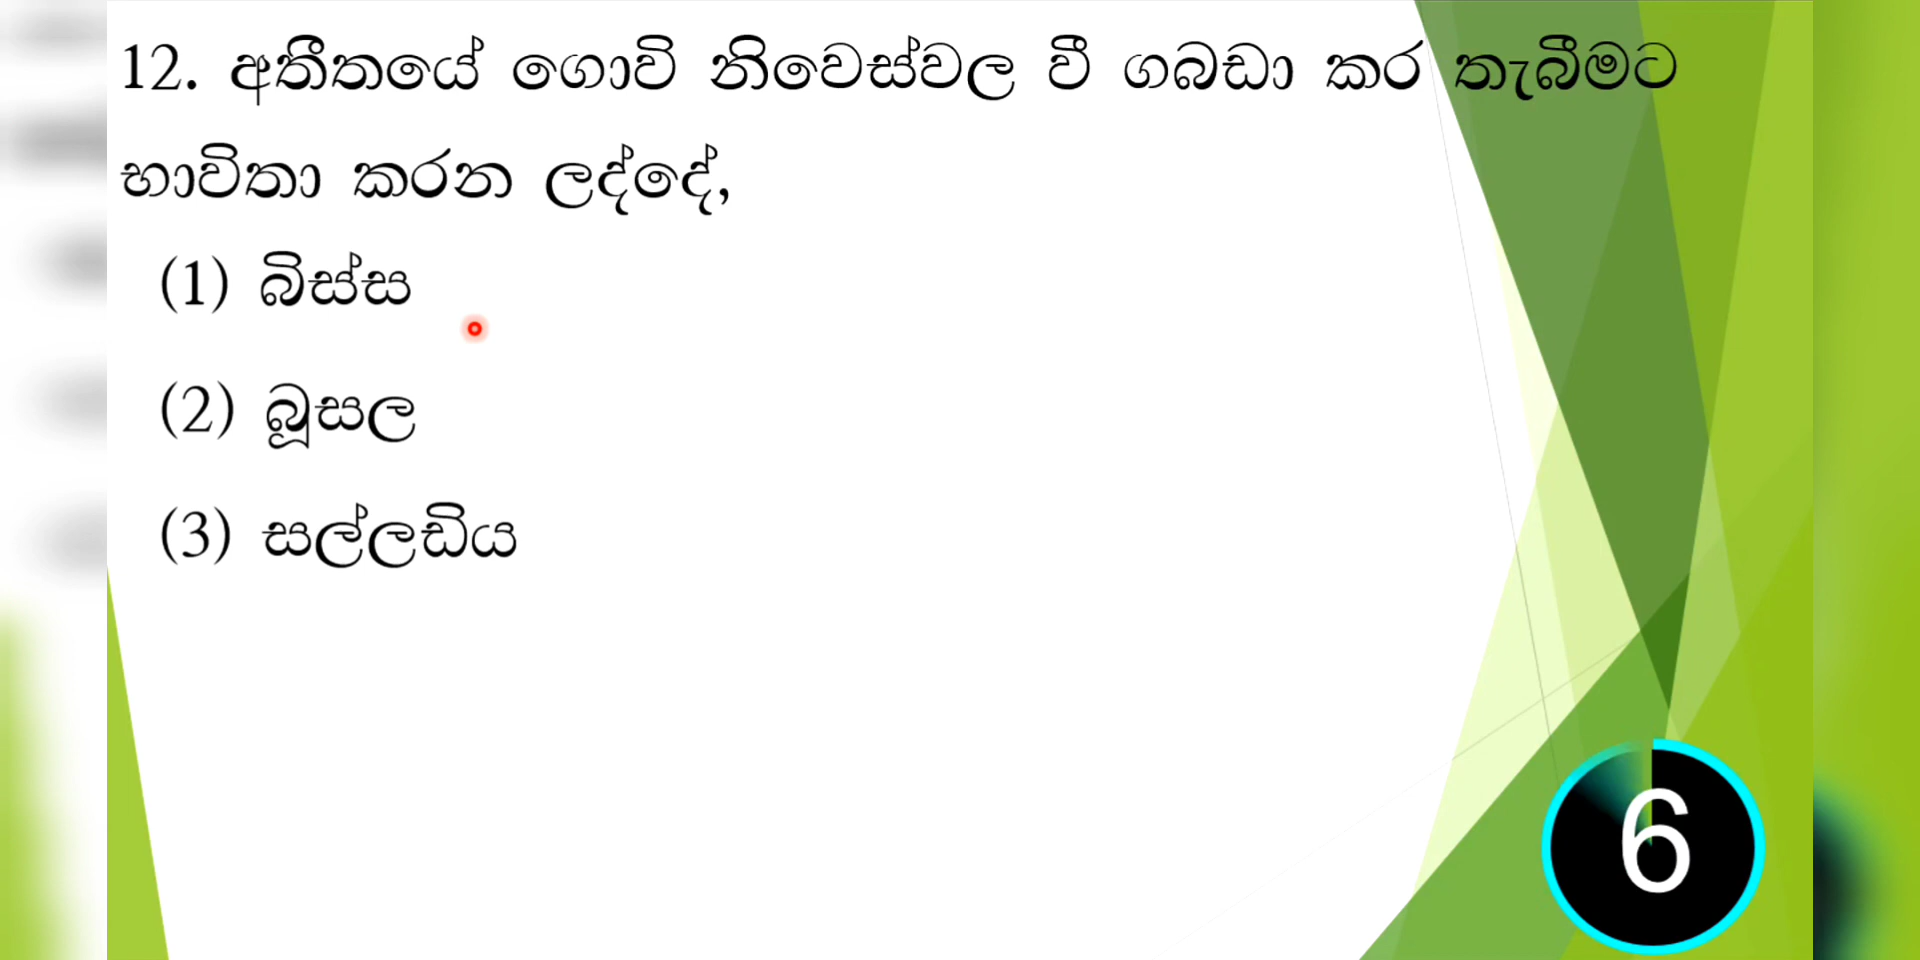 12. අතීතයේ ගොවි නිවෙස්වල වී ගබඩා කර තැබීමට
භාවිතා කරන ලද්දේ,
(1) බිස්ස
(2) බූසල
(3) සල්ලඩිය
6